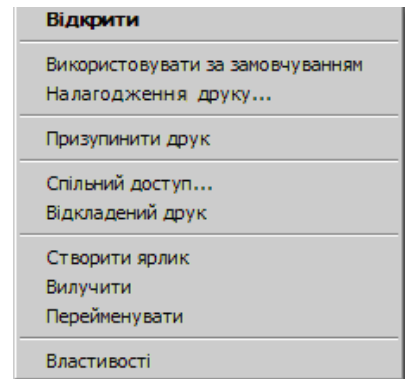 Відкрити
Використовувати за замовчуванням
Налагодження друку...
Призупинити друк
Спільний доступ...
Відкладений друк
Створити ярлик
Вилучити
Перейменувати
Властивості